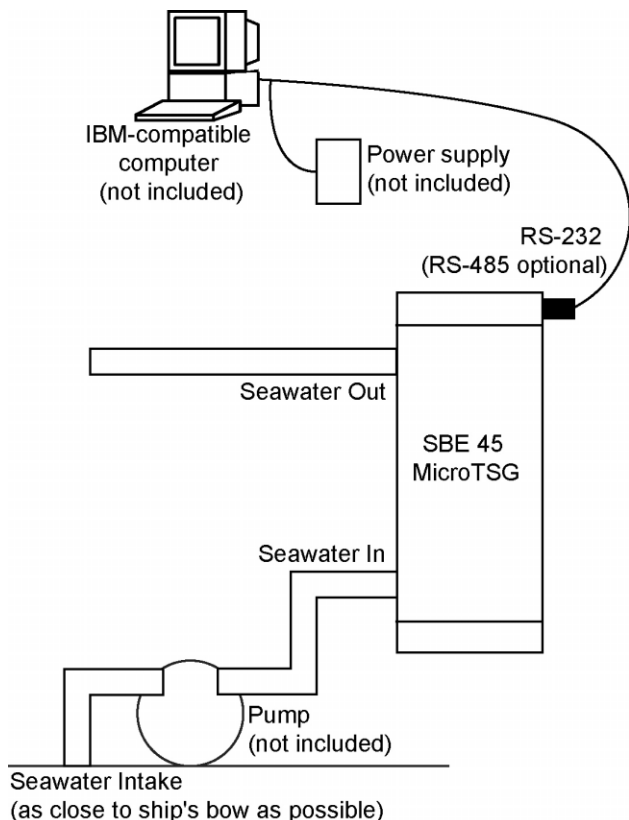 IBM-compatible
computer
(not included)
Power supply
(not included)
RS-232
(RS-485 optional)
Seawater Out
SBE 45
MicroTSG
Seawater In
Pump
(not included)
Seawater Intake
(as close to ship's bow as possible)